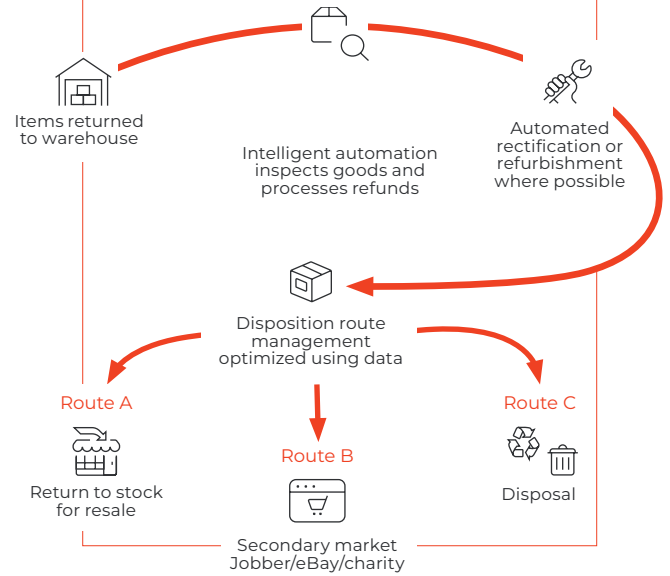 Items returned
to warehouse
Intelligent automation
inspects goods and
processes refunds
Automated
rectification or
refurbishment
where possible
Disposition route
management
optimized using data
Route A
Return to stock
for resale
Route B
Secondary market
Jobber/eBay/charity
Route C
Disposal